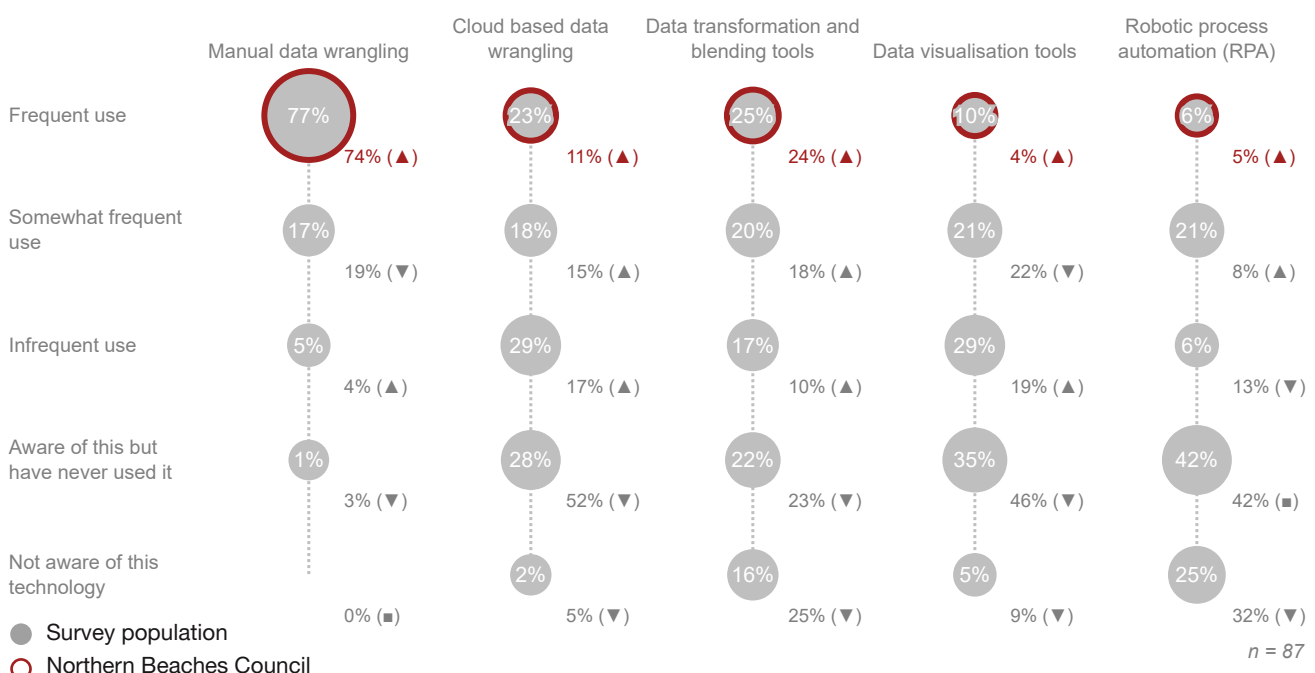 Manual data wrangling
Cloud based data
wrangling
Data transformation and
blending tools
Data visualisation tools
Robotic process
automation (RPA)
Frequent use
77%
23%
25%
10%
6%
74% (▲)
11% (▲)
24% (▲)
4% (▲)
5% (▲)
Somewhat frequent
use
17%
18%
20%
21%
21%
19% (▼)
15% (▲)
18% (▲)
22% (▼)
8% (▲)
Infrequent use
5%
29%
17%
29%
6%
4% (▲)
17% (▲)
10% (▲)
19% (▲)
13% (▼)
Aware of this but
have never used it
1%
28%
22%
35%
42%
3% (▼)
52% (▼)
23% (▼)
46% (▼)
42% (■)
Not aware of this
technology
2%
16%
5%
25%
0% (■)
5% (▼)
25% (▼)
9% (▼)
32% (▼)
Survey population
Northern Beaches Council
n = 87